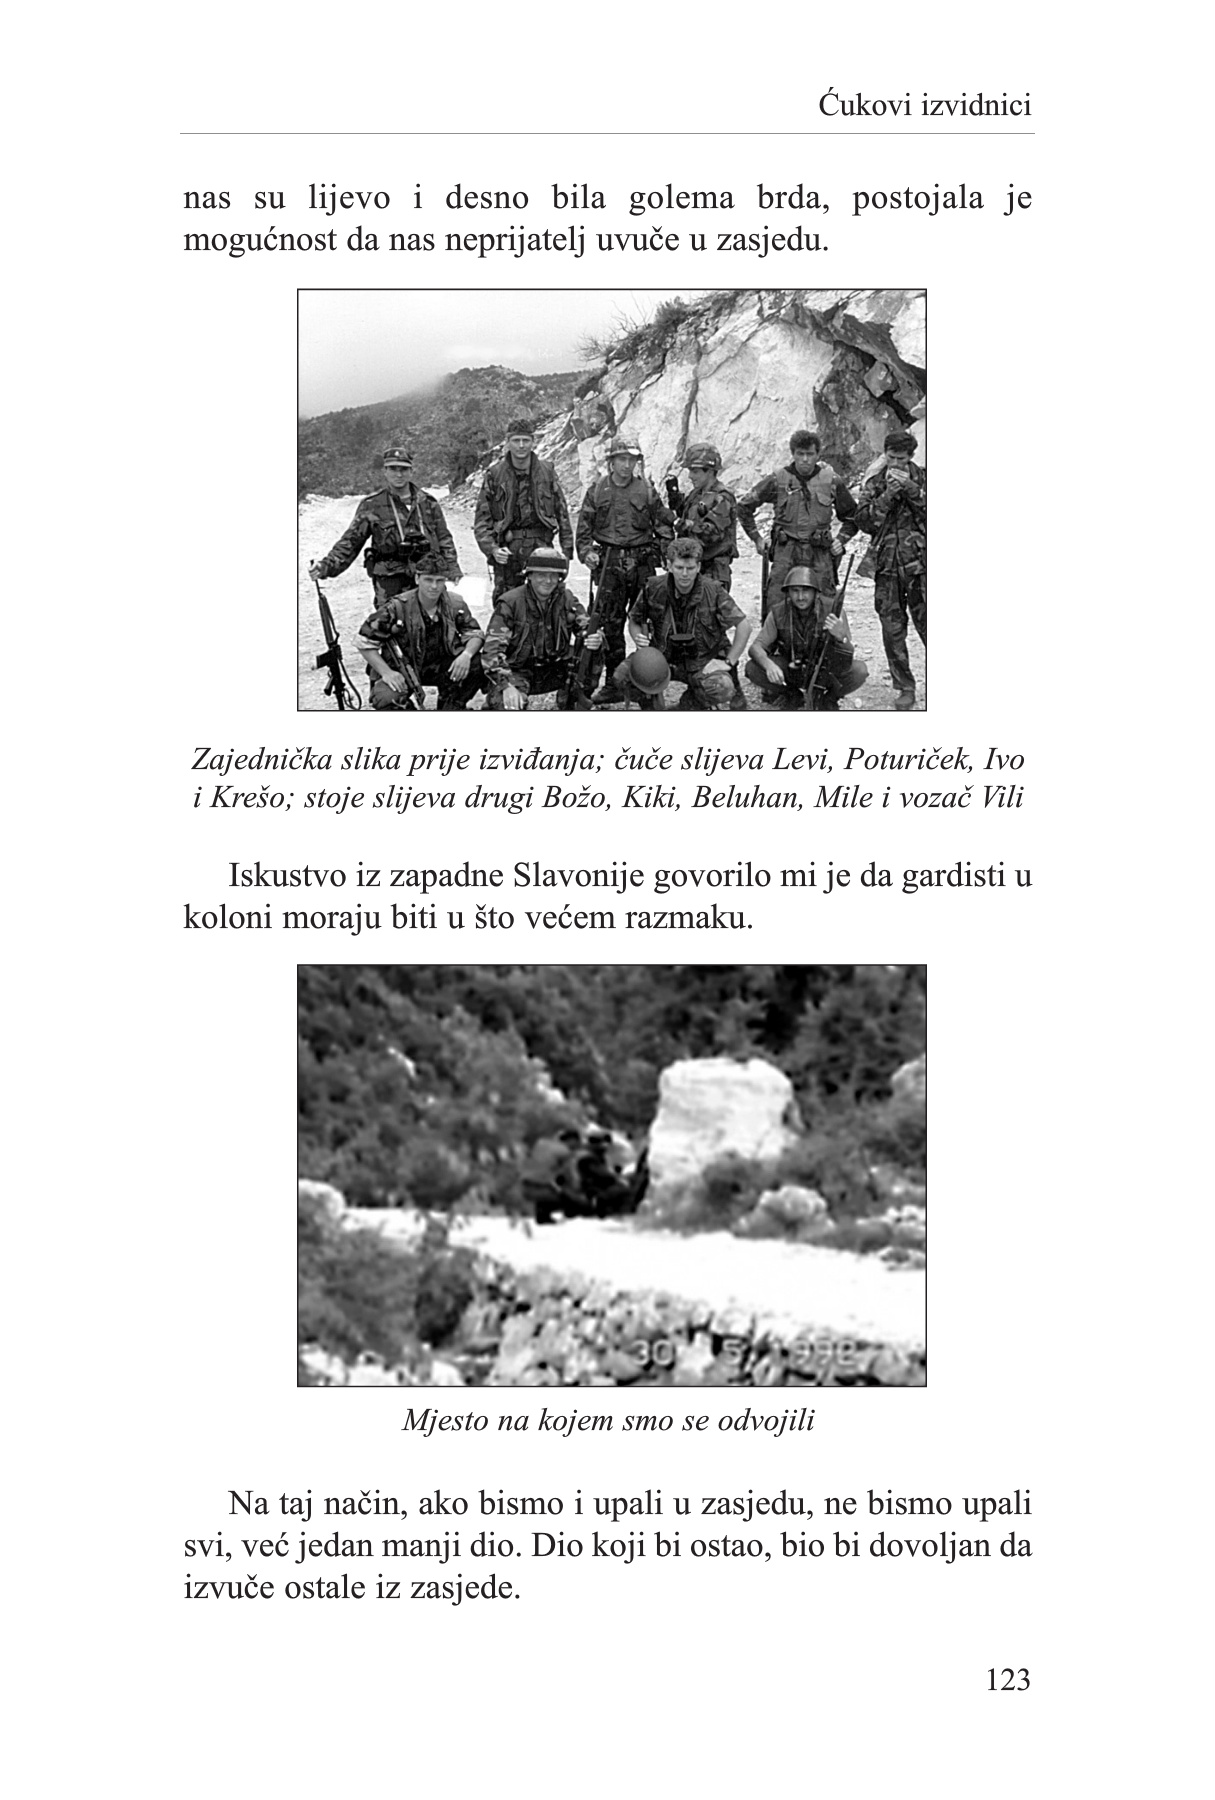 Ćukovi izvidnici
nas su lijevo i desno bila golema brda, postojala je
mogućnost da nas neprijatelj uvuče u zasjedu.
Zajednička slika prije izviđanja; čuče slijeva Levi, Poturiček, Ivo
i Krešo; stoje slijeva drugi Božo, Kiki, Beluhan, Mile i vozač Vili
Iskustvo iz zapadne Slavonije govorilo mi je da gardisti u
koloni moraju biti u što većem razmaku.
30 5 1992
Mjesto na kojem smo se odvojili
Na taj način, ako bismo i upali u zasjedu, ne bismo upali
svi, već jedan manji dio. Dio koji bi ostao, bio bi dovoljan da
izvuče ostale iz zasjede.
123